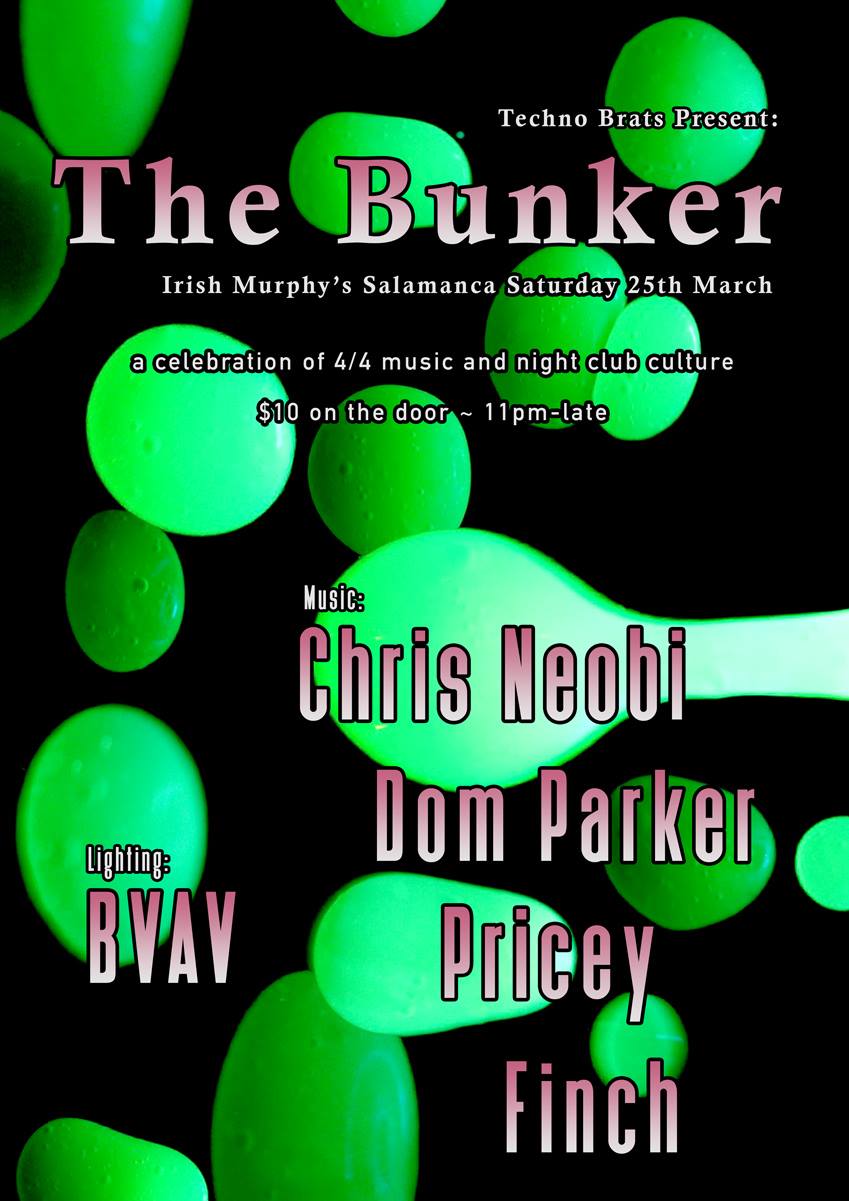 Techno Brats Present:
The Bunker
Irish Murphy's Salamanca Saturday 25th March
a celebration of 4/4 music and night club culture
$10 on the door ~ 11pm-late
Music:
Chris Neobi
Dom Parker
Lighting:
BVAV
Pricey
Finch